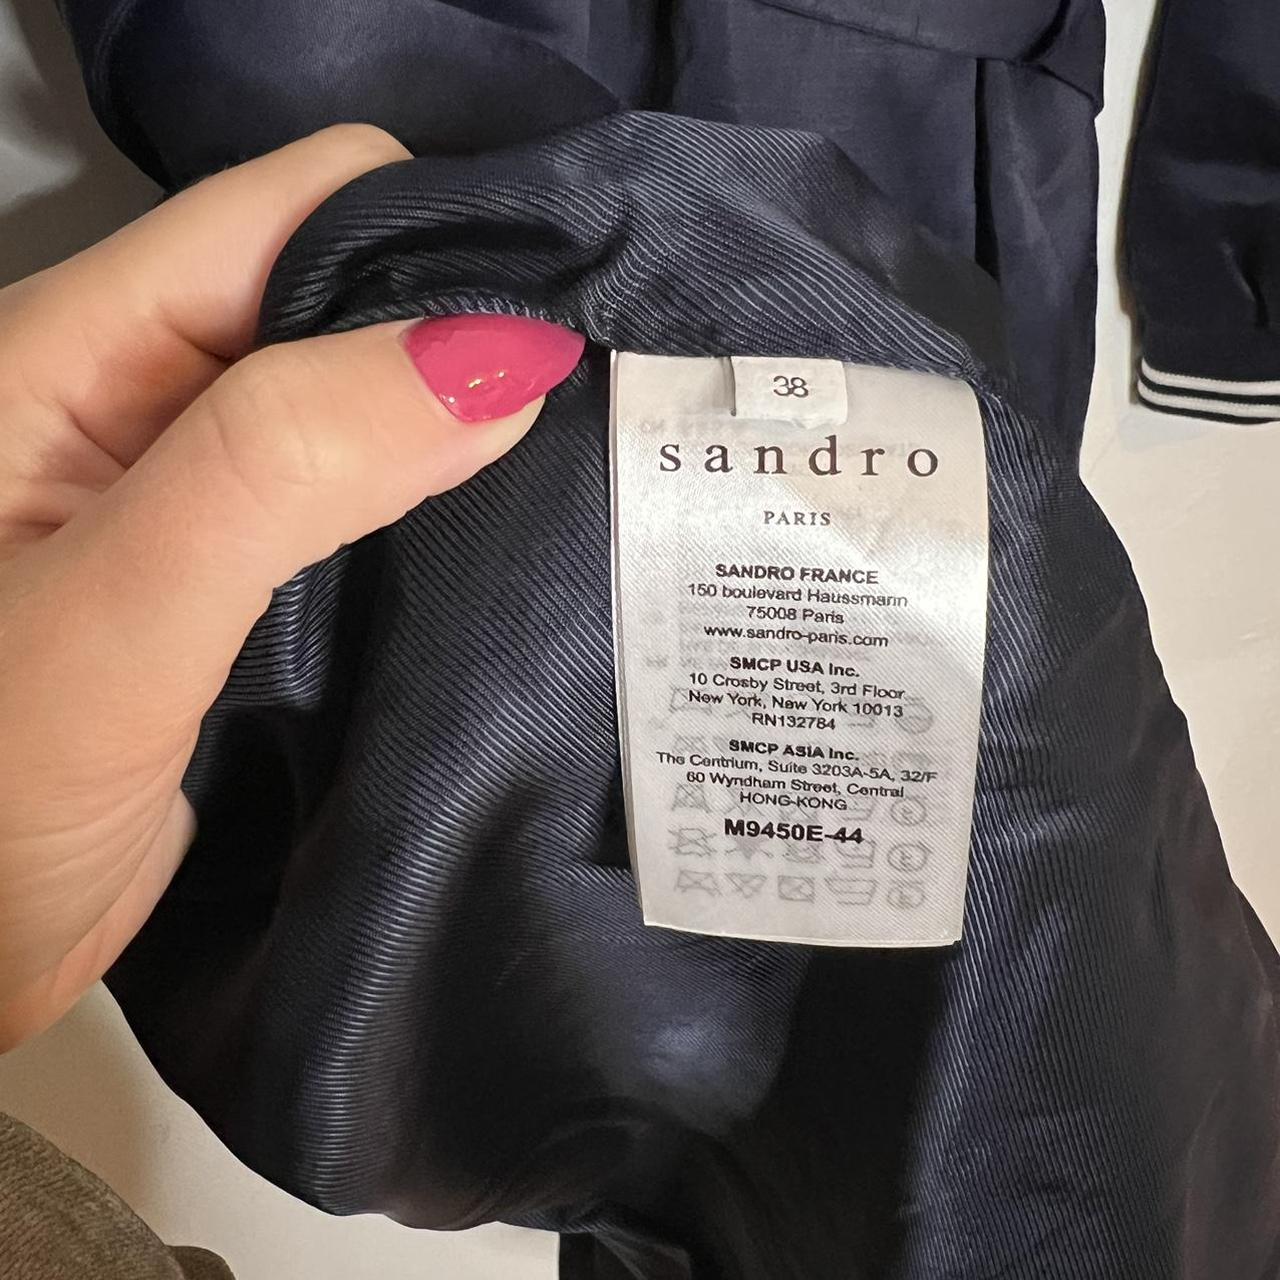 38
sandro
PARIS
SANDRO FRANCE
150 boulevard Haussmann
75008 Paris
www.sandro-paris.com
SMCP USA Inc.
10 Crosby Street, 3rd Floor
New York, New York 10013
RN132784
SMCP ASIA Inc.
The Centrium, Suite 3203A-5A, 32/F
60 Wyndham Street, Central
HONG-KONG
M9450E-44